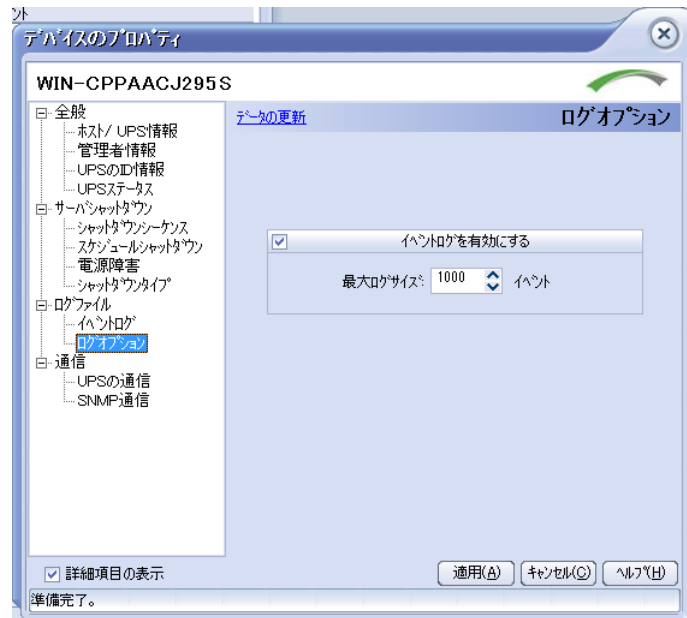 ント
デバイスのプロパティ
WIN-CPPAACJ295S
全般
ホスト/ UPS情報
管理者情報
UPSのID情報
UPSステータス
サーバシャットダウン
シャットダウンシーケンス
スケジュールシャットダウン
電源障害
シャットダウンタイプ
ログファイル
イベントログ
ログオプション
通信
UPSの通信
SNMP通信
データの更新
ログオプション
イベントログを有効にする
最大ログサイズ: 1000 イベント
詳細項目の表示
適用(A) キャンセル(C) ヘルプ(H)
準備完了。